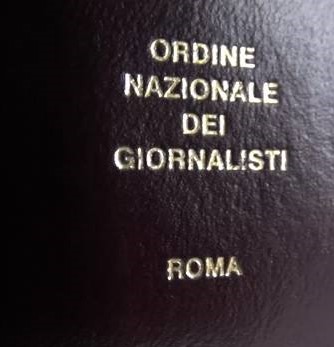 ORDINE
NAZIONALE
DEI
GIORNALISTI
ROMA